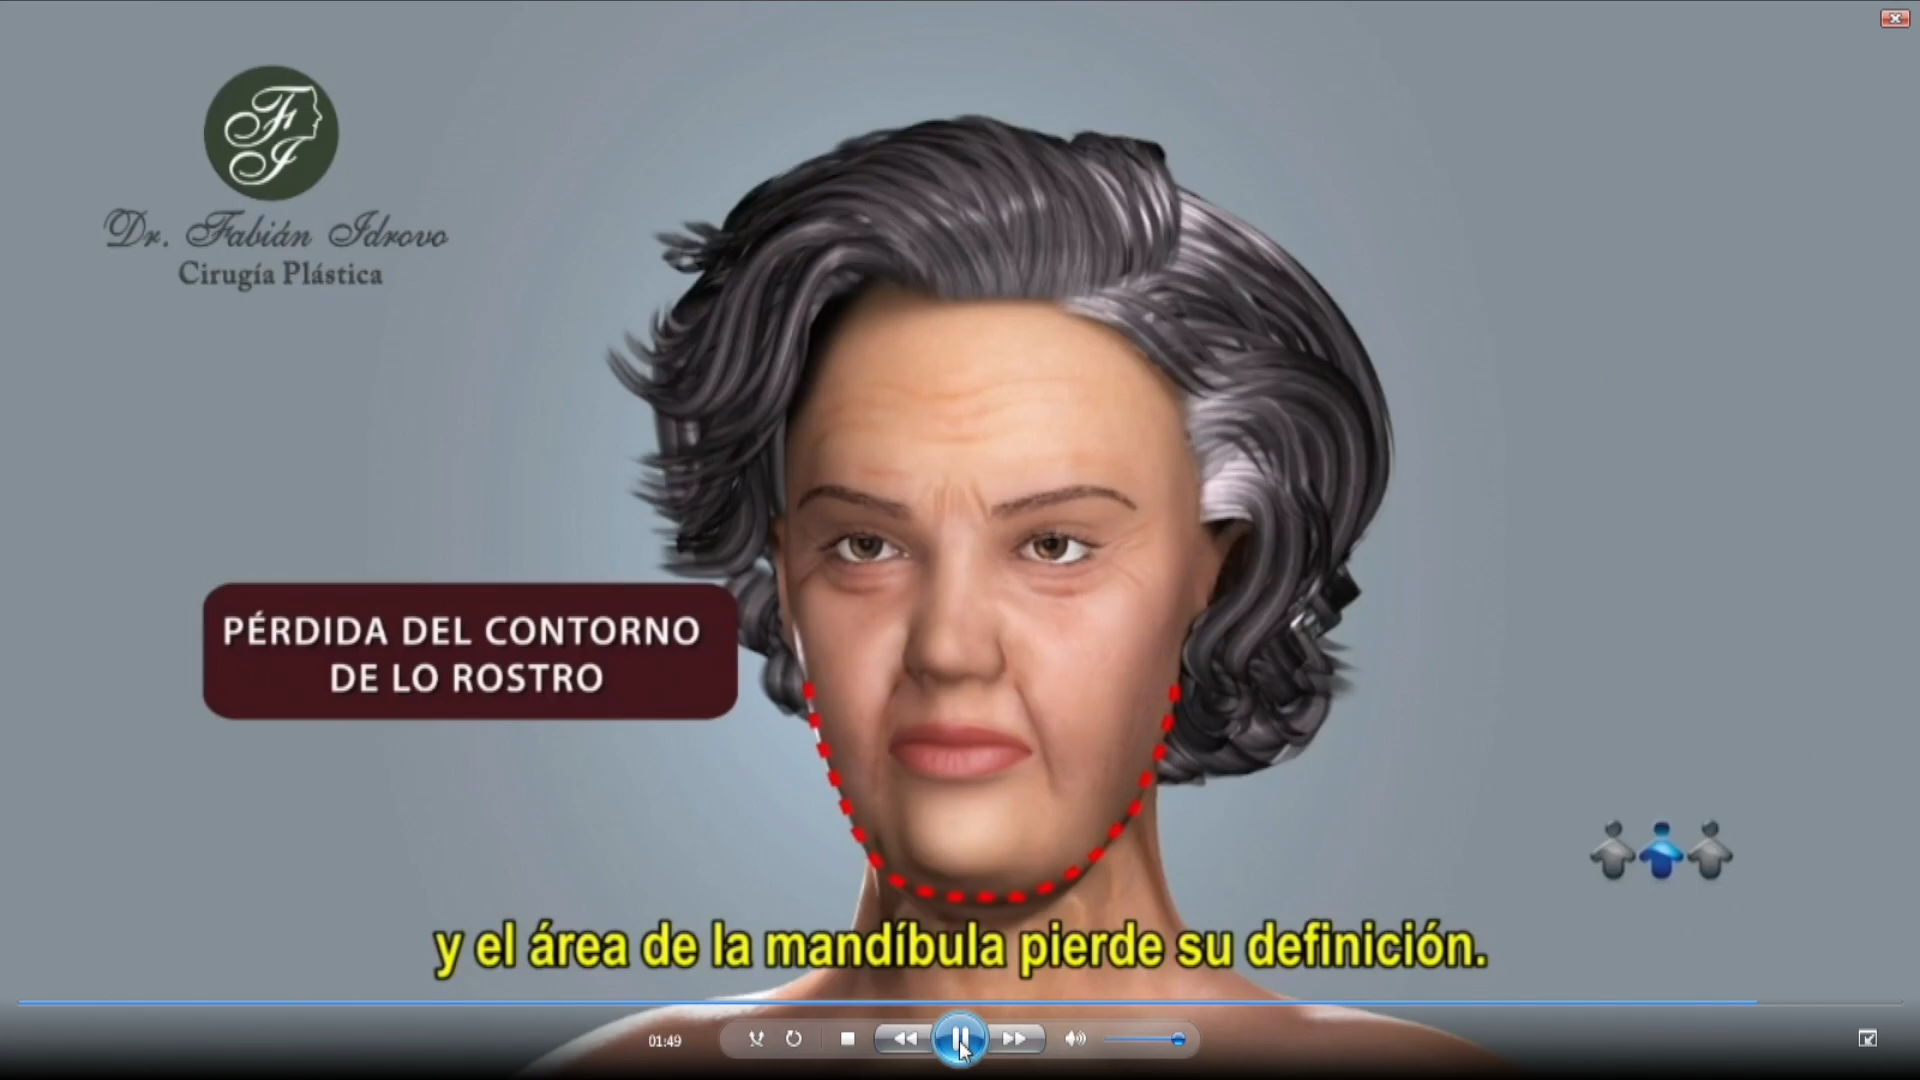 FI
Dr. Fabián Idrovo
Cirugía Plástica
PÉRDIDA DEL CONTORNO
DE LO ROSTRO
y el área de la mandíbula pierde su definición.
01:49